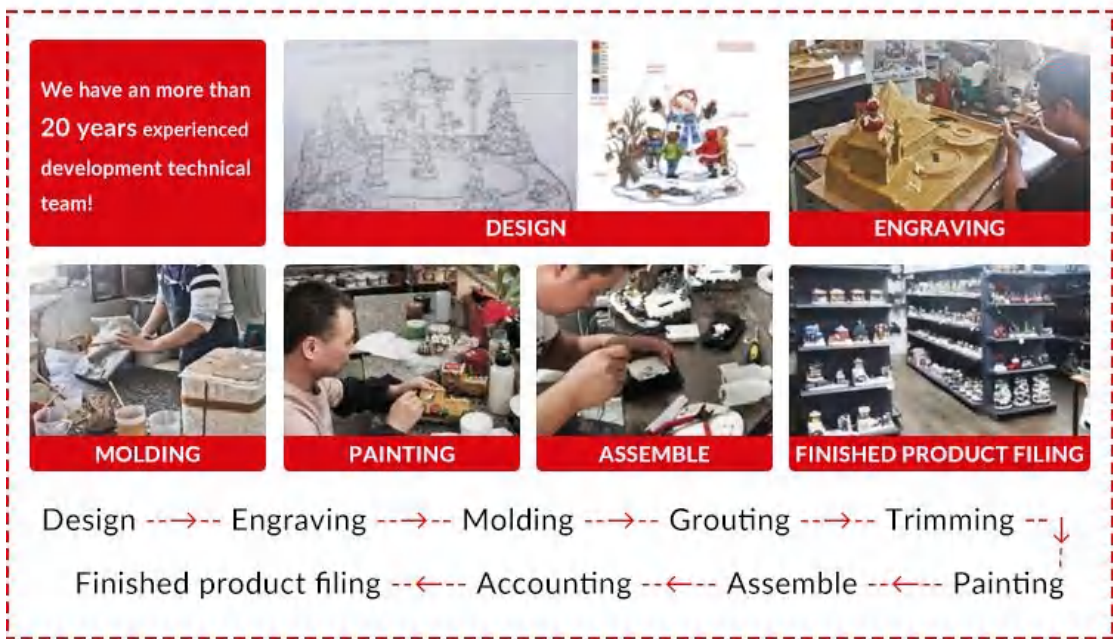 We have an more than
20 years experienced
development technical
team!
DESIGN
ENGRAVING
MOLDING
PAINTING
ASSEMBLE
FINISHED PRODUCT FILING
Design Engraving Molding Grouting Trimming
Finished product filing Accounting Assemble Painting